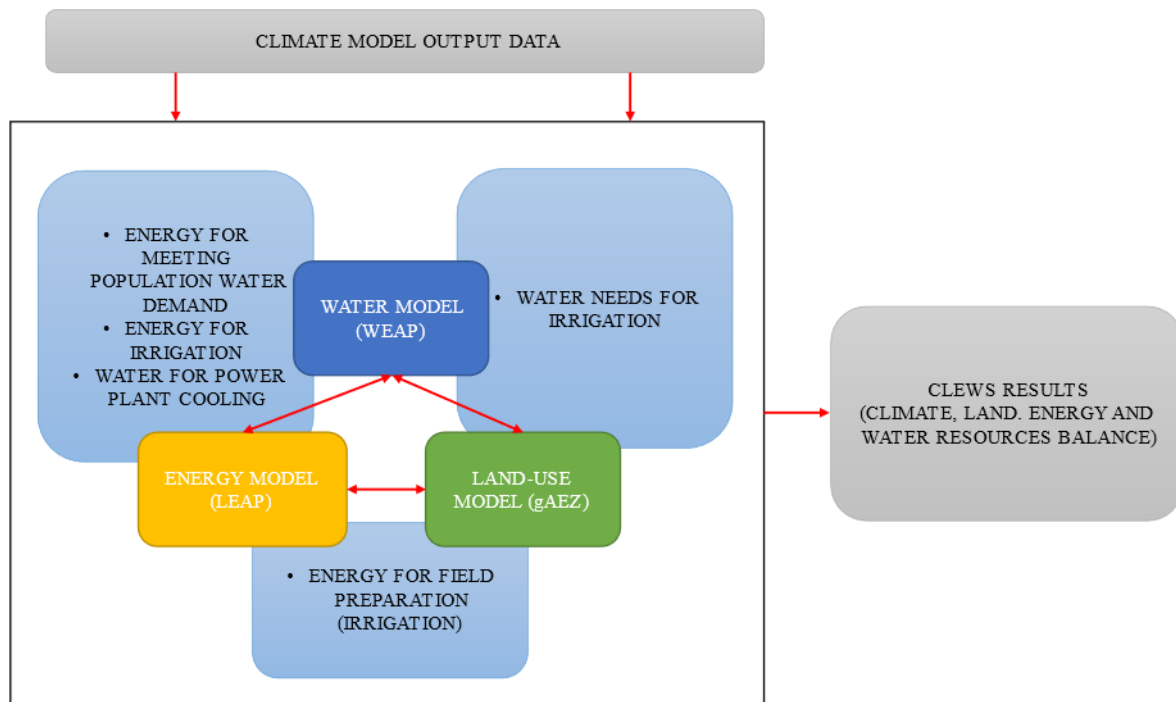 CLIMATE MODEL OUTPUT DATA
• ENERGY FOR
MEETING
POPULATION WATER
DEMAND
• ENERGY FOR
IRRIGATION
• WATER FOR POWER
PLANT COOLING
WATER MODEL
(WEAP)
• WATER NEEDS FOR
IRRIGATION
ENERGY MODEL
(LEAP)
LAND-USE
MODEL (gAEZ)
• ENERGY FOR FIELD
PREPARATION
(IRRIGATION)
CLEWS RESULTS
(CLIMATE, LAND. ENERGY AND
WATER RESOURCES BALANCE)